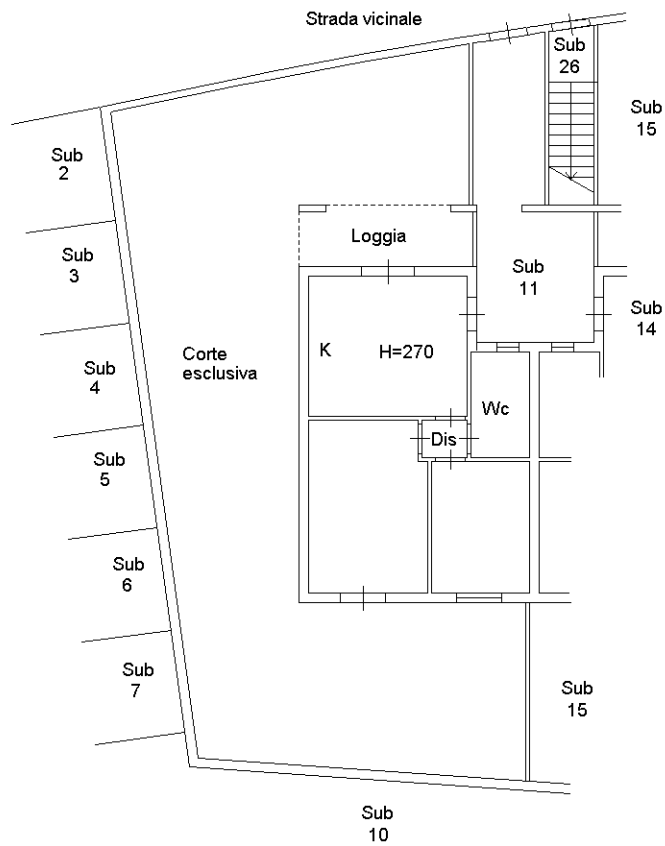 Strada vicinale
Sub
26
Sub
15
Sub
2
Loggia
Sub
3
Sub
11
Sub
14
K
H=270
Corte
esclusiva
Sub
4
Wc
Dis
Sub
5
Sub
6
Sub
7
Sub
15
Sub
10